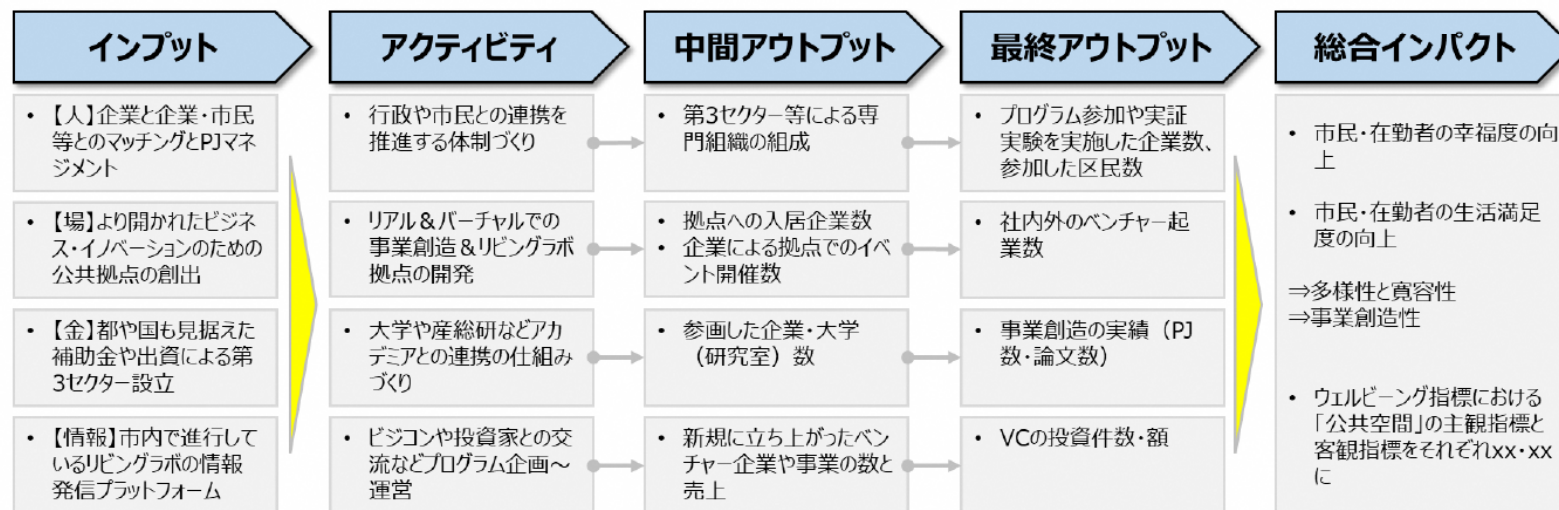 インプット
アクティビティ
中間アウトプット
最終アウトプット
総合インパクト
• 【人】企業と企業・市民
等とのマッチングとPJマネ
ジメント
• 行政や市民との連携を
推進する体制づくり
• 第3セクター等による専
門組織の組成
• プログラム参加や実証
実験を実施した企業数、
参加した区民数
• 【場】より開かれたビジネ
ス・イノベーションのための
公共拠点の創出
• リアル＆バーチャルでの
事業創造＆リビングラボ
拠点の開発
• 拠点への入居企業数
• 企業による拠点でのイベ
ント開催数
• 社内外のベンチャー起
業数
• 【金】都や国も見据えた
補助金や出資による第
3セクター設立
• 大学や産総研などアカ
デミアとの連携の仕組み
づくり
• 参画した企業・大学
（研究室）数
• 事業創造の実績（PJ
数・論文数）
• 【情報】市内で進行して
いるリビングラボの情報
発信プラットフォーム
• ビジコンや投資家との交
流などプログラム企画～
運営
• 新規に立ち上がったベン
チャー企業や事業の数と
売上
• VCの投資件数・額
• 市民・在勤者の幸福度の向
上
• 市民・在勤者の生活満足
度の向上
⇒多様性と寛容性
⇒事業創造性
• ウェルビーング指標における
「公共空間」の主観指標と
客観指標をそれぞれxx・xx
に